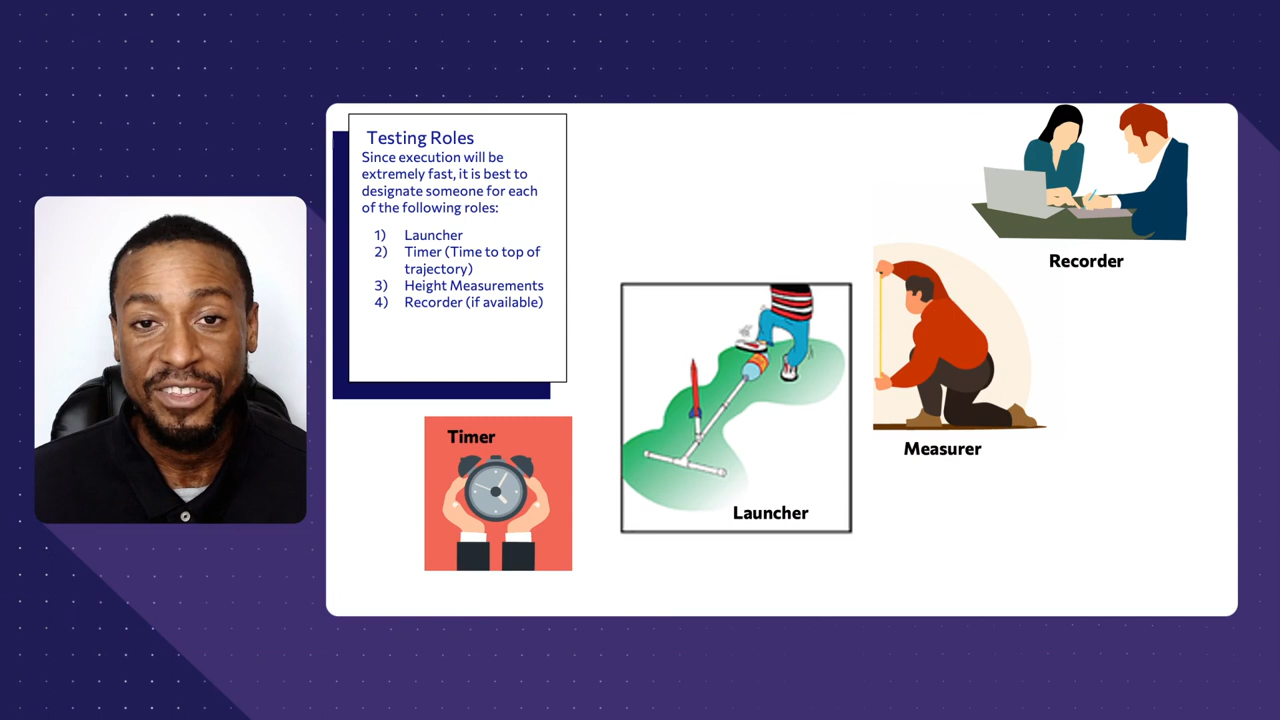 Testing Roles
Since execution will be
extremely fast, it is best to
designate someone for each
of the following roles:
1) Launcher
2) Timer (Time to top of
trajectory)
3) Height Measurements
4) Recorder (if available)
Timer
Launcher
Measurer
Recorder